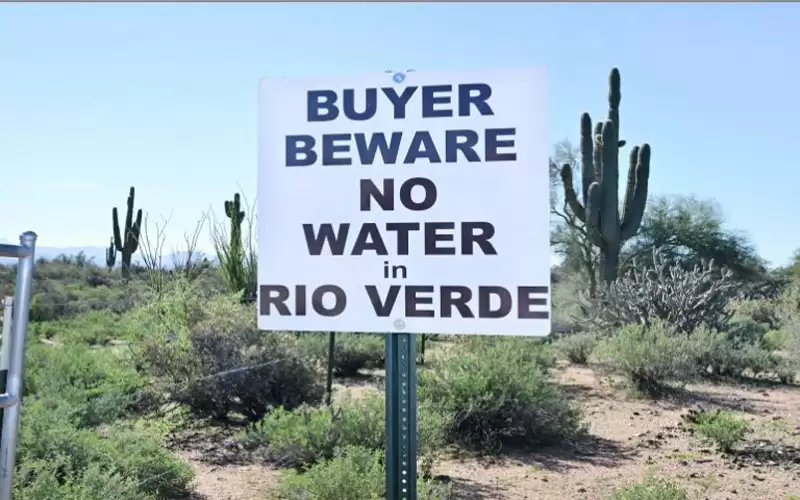 BUYER
BEWARE
NO
WATER
in
RIO VERDE